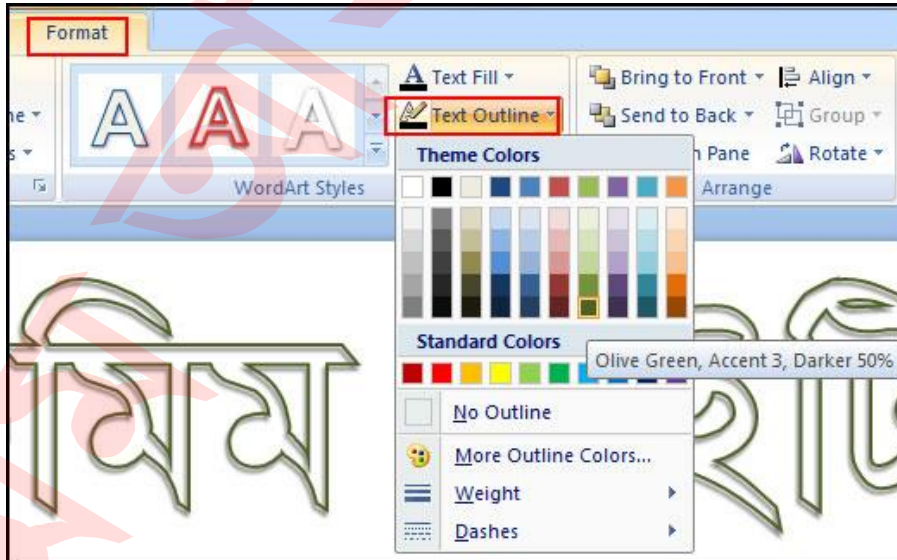 Format
Text Fill
Bring to Front Align
Text Outline
Send to Back Group
Pane Rotate
WordArt Styles
Arrange
Theme Colors
Standard Colors
Olive Green, Accent 3, Darker 50%
No Outline
More Outline Colors...
Weight
Dashes
মিম